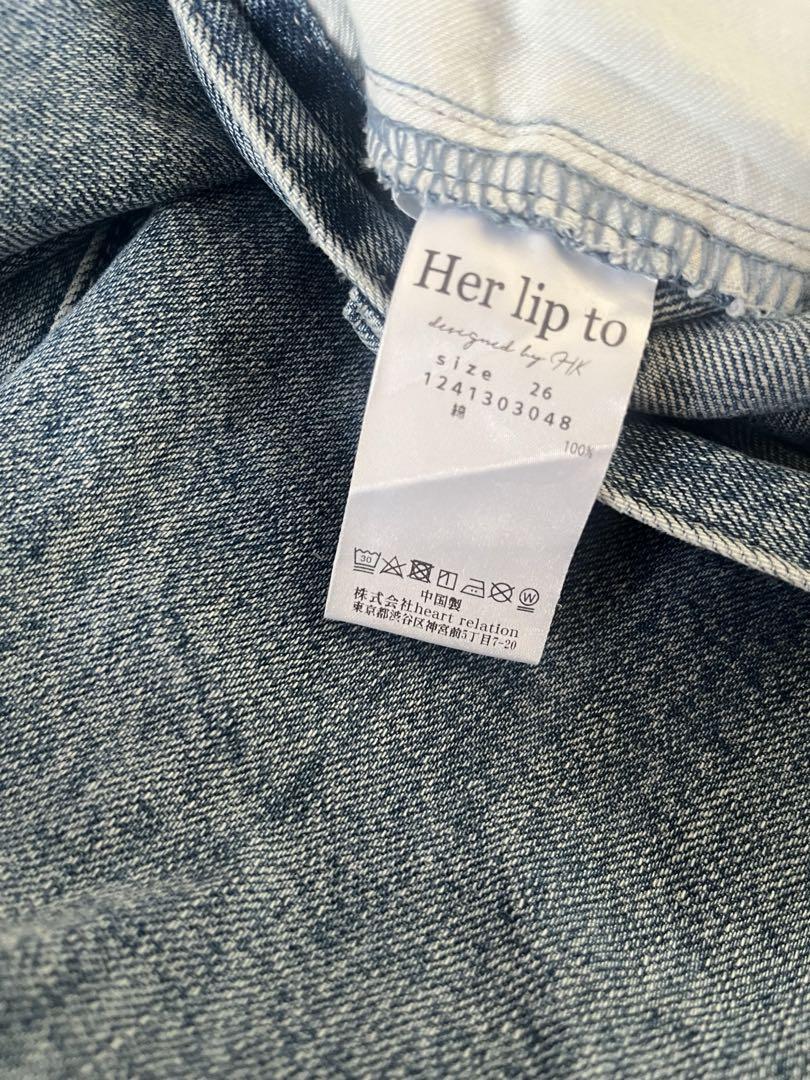 Her lip to
designed by HK
size 26
1241303048
綿 100%
30
W
中国製
株式会社heart relation
東京都渋谷区神宮前5丁目7-20